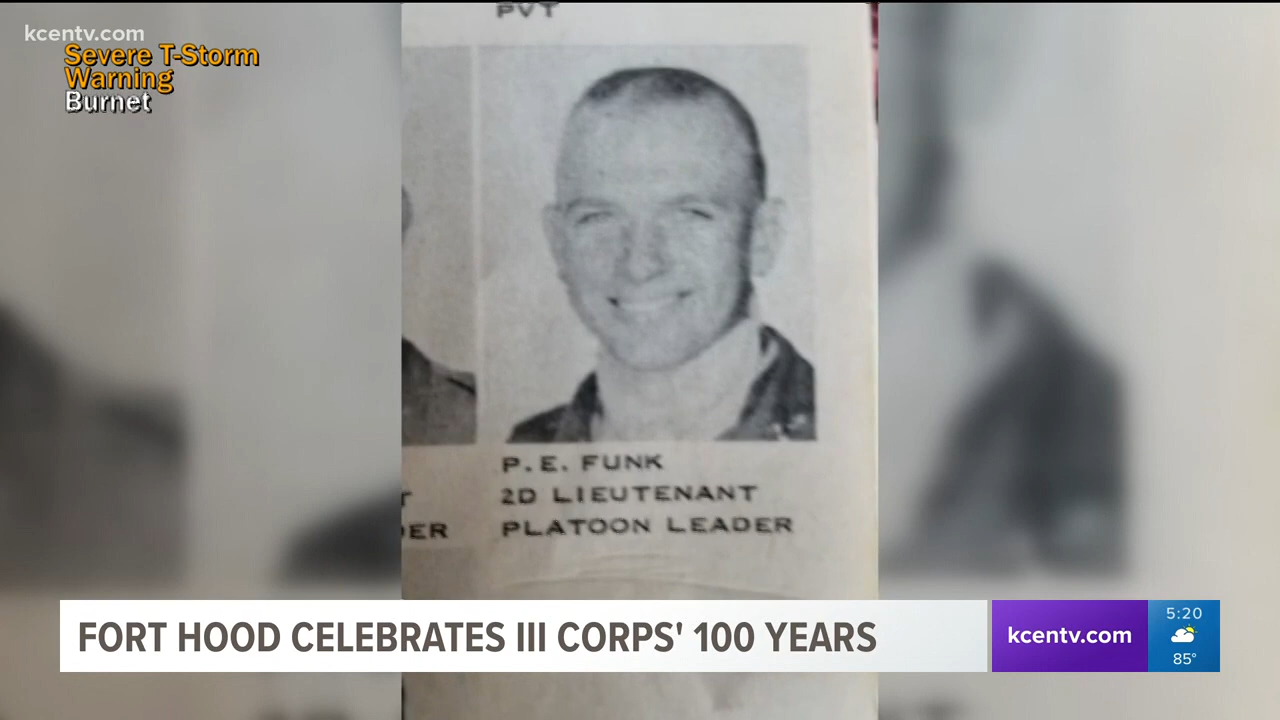 kcentv.com
Severe T-Storm
Warning
Burnet
PVT
P. E. FUNK
2D LIEUTENANT
DER PLATOON LEADER
FORT HOOD CELEBRATES III CORPS' 100 YEARS
kcentv.com
5:20
85°